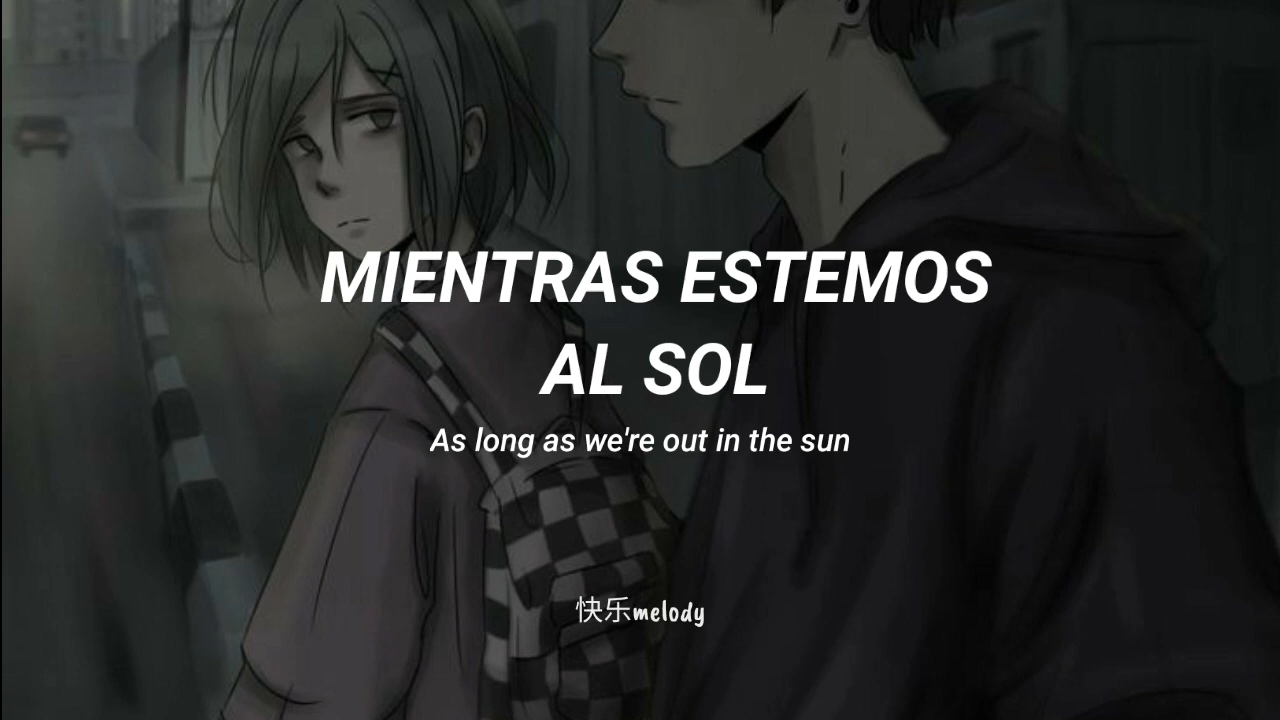 MIENTRAS ESTEMOS
AL SOL
As long as we're out in the sun
快乐melody